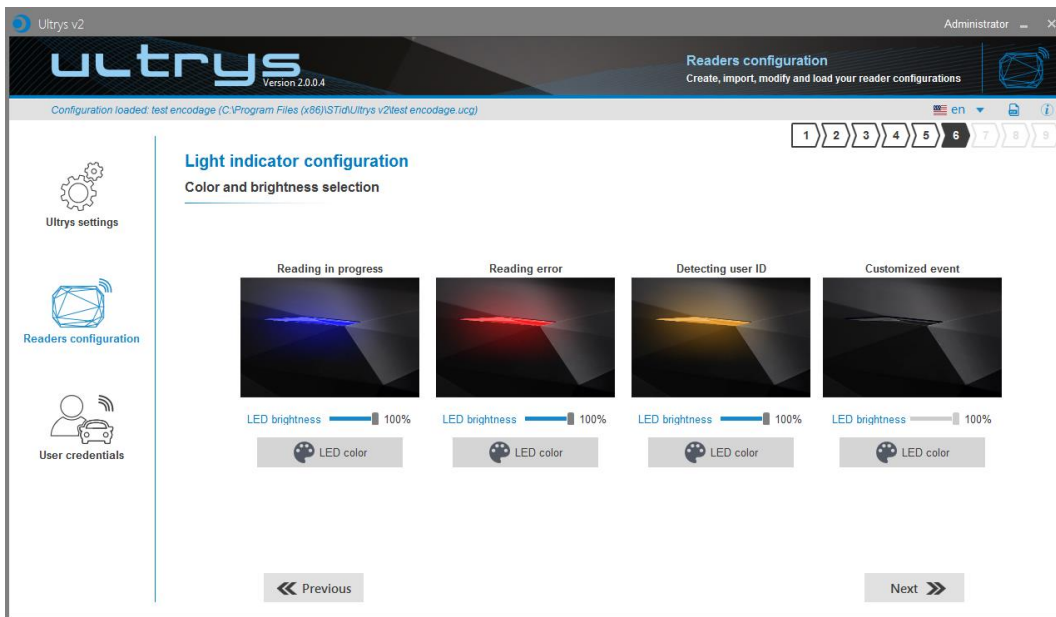 Ultrys v2
Administrator
ultrys
Version 2.0.0.4
Readers configuration
Create, import, modify and load your reader configurations
Configuration loaded: test encodage (C:\Program Files (x86)\STid\Ultrys v2\test encodage.ucg)
en
1 2 3 4 5 6 7 8 9
Light indicator configuration
Color and brightness selection
Ultrys settings
Readers configuration
User credentials
Reading in progress
Reading error
Detecting user ID
Customized event
LED brightness 100%
LED brightness 100%
LED brightness 100%
LED brightness 100%
LED color
LED color
LED color
LED color
Previous
Next